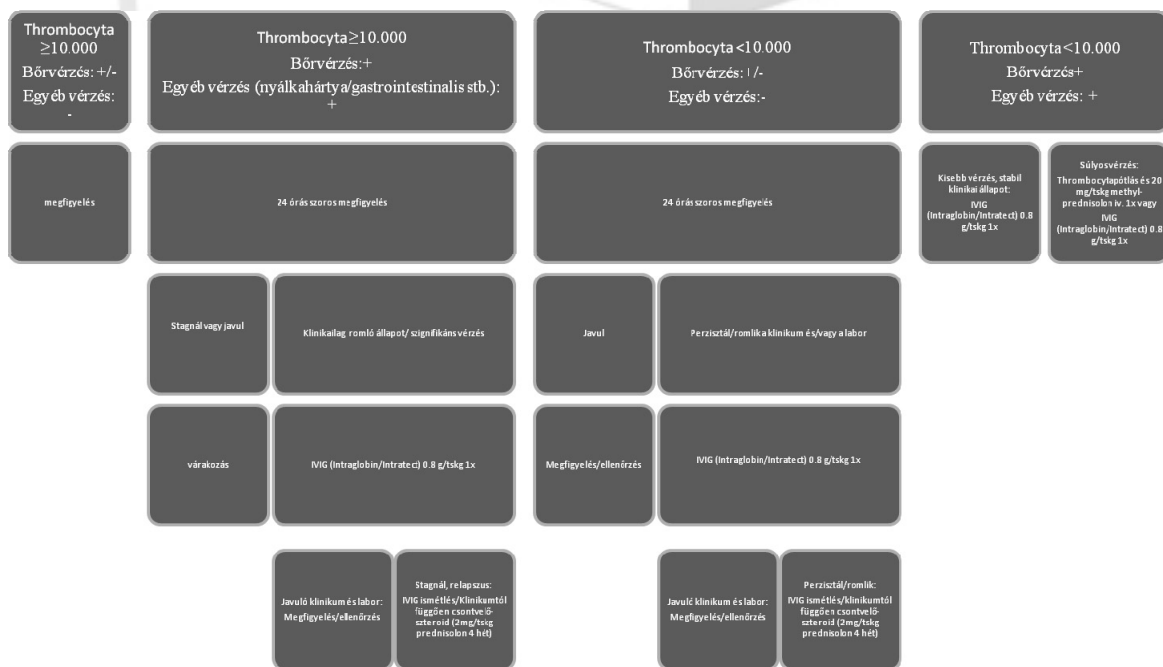 Thrombocyta
≥10.000
Bőrvérzés: +/-
Egyéb vérzés:
-
Thrombocyta≥10.000
Bőrvérzés:+
Egyéb vérzés (nyálkahártya/gastrointestinalis stb.):
+
Thrombocyta <10.000
Bőrvérzés:+/-
Egyéb vérzés:-
Thrombocyta<10.000
Bőrvérzés+
Egyéb vérzés: +
megfigyelés
24 órás szoros megfigyelés
24 órás szoros megfigyelés
Kisebb vérzés, stabil
klinikai állapot:
IVIG
(Intraglobin/Intratect) 0.8
g/tskg 1x
Súlyosvérzés:
Thrombocytapótlás és 20
mg/tskg methyl-
prednisolon iv. 1x vagy
IVIG
(Intraglobin/Intratect) 0.8
g/tskg 1x
Stagnál vagy javul
Klinikailag romló állapot/ szignifikáns vérzés
Javul
Perzisztál/romlik a klinikum és/vagy a labor
várakozás
IVIG (Intraglobin/Intratect) 0.8 g/tskg 1x
Megfigyelés/ellenőrzés
IVIG (Intraglobin/Intratect) 0.8 g/tskg 1x
Javuló klinikum és labor:
Megfigyelés/ellenőrzés
Stagnál, relapszus:
IVIG ismétlés/Klinikumtól
függően csontvelő-
szteroid (2mg/tskg
prednisolon 4 hét)
Javuló klinikum és labor:
Megfigyelés/ellenőrzés
Perzisztál/romlik:
IVIG ismétlés/klinikumtól
függően csontvelő-
szteroid (2mg/tskg
prednisolon 4 hét)